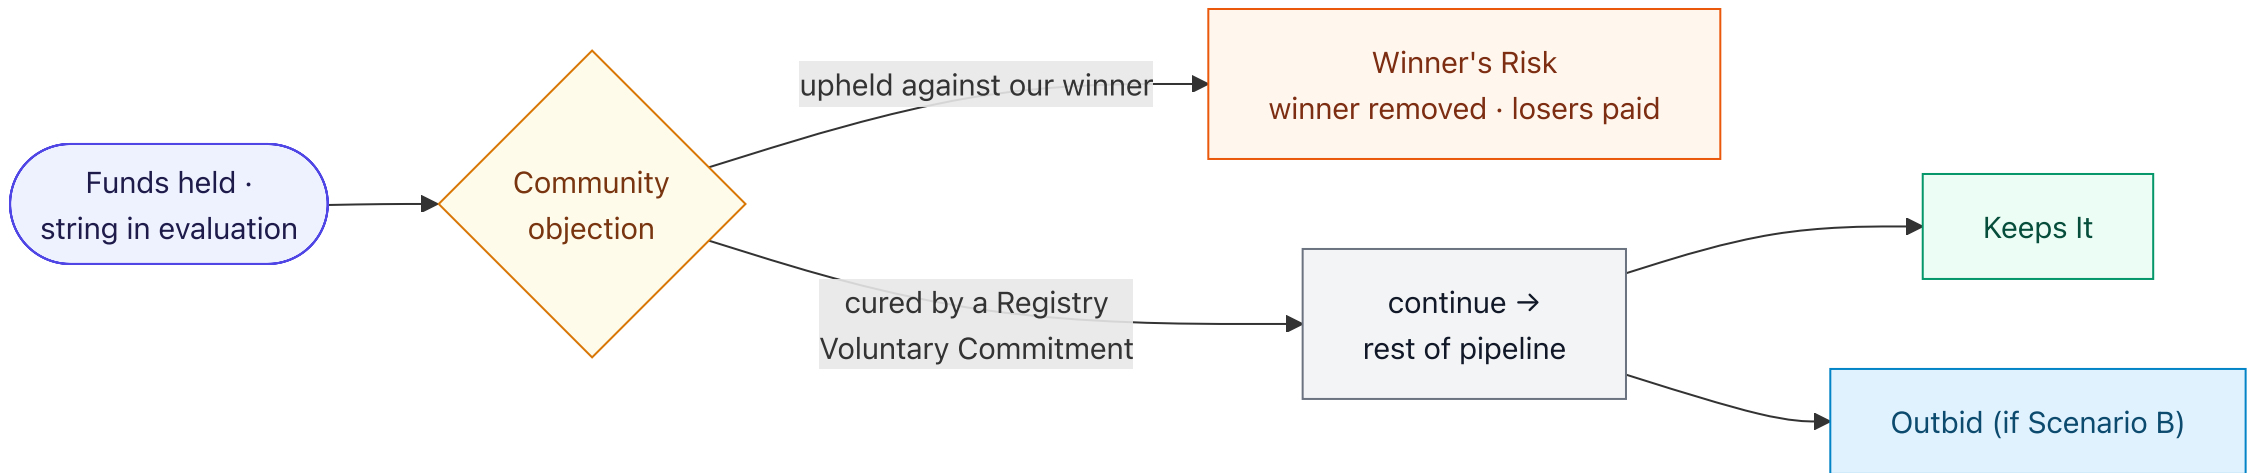 Funds held ·
string in evaluation
Community
objection
upheld against our winner
Winner's Risk
winner removed · losers paid
cured by a Registry
Voluntary Commitment
continue →
rest of pipeline
Keeps It
Outbid (if Scenario B)